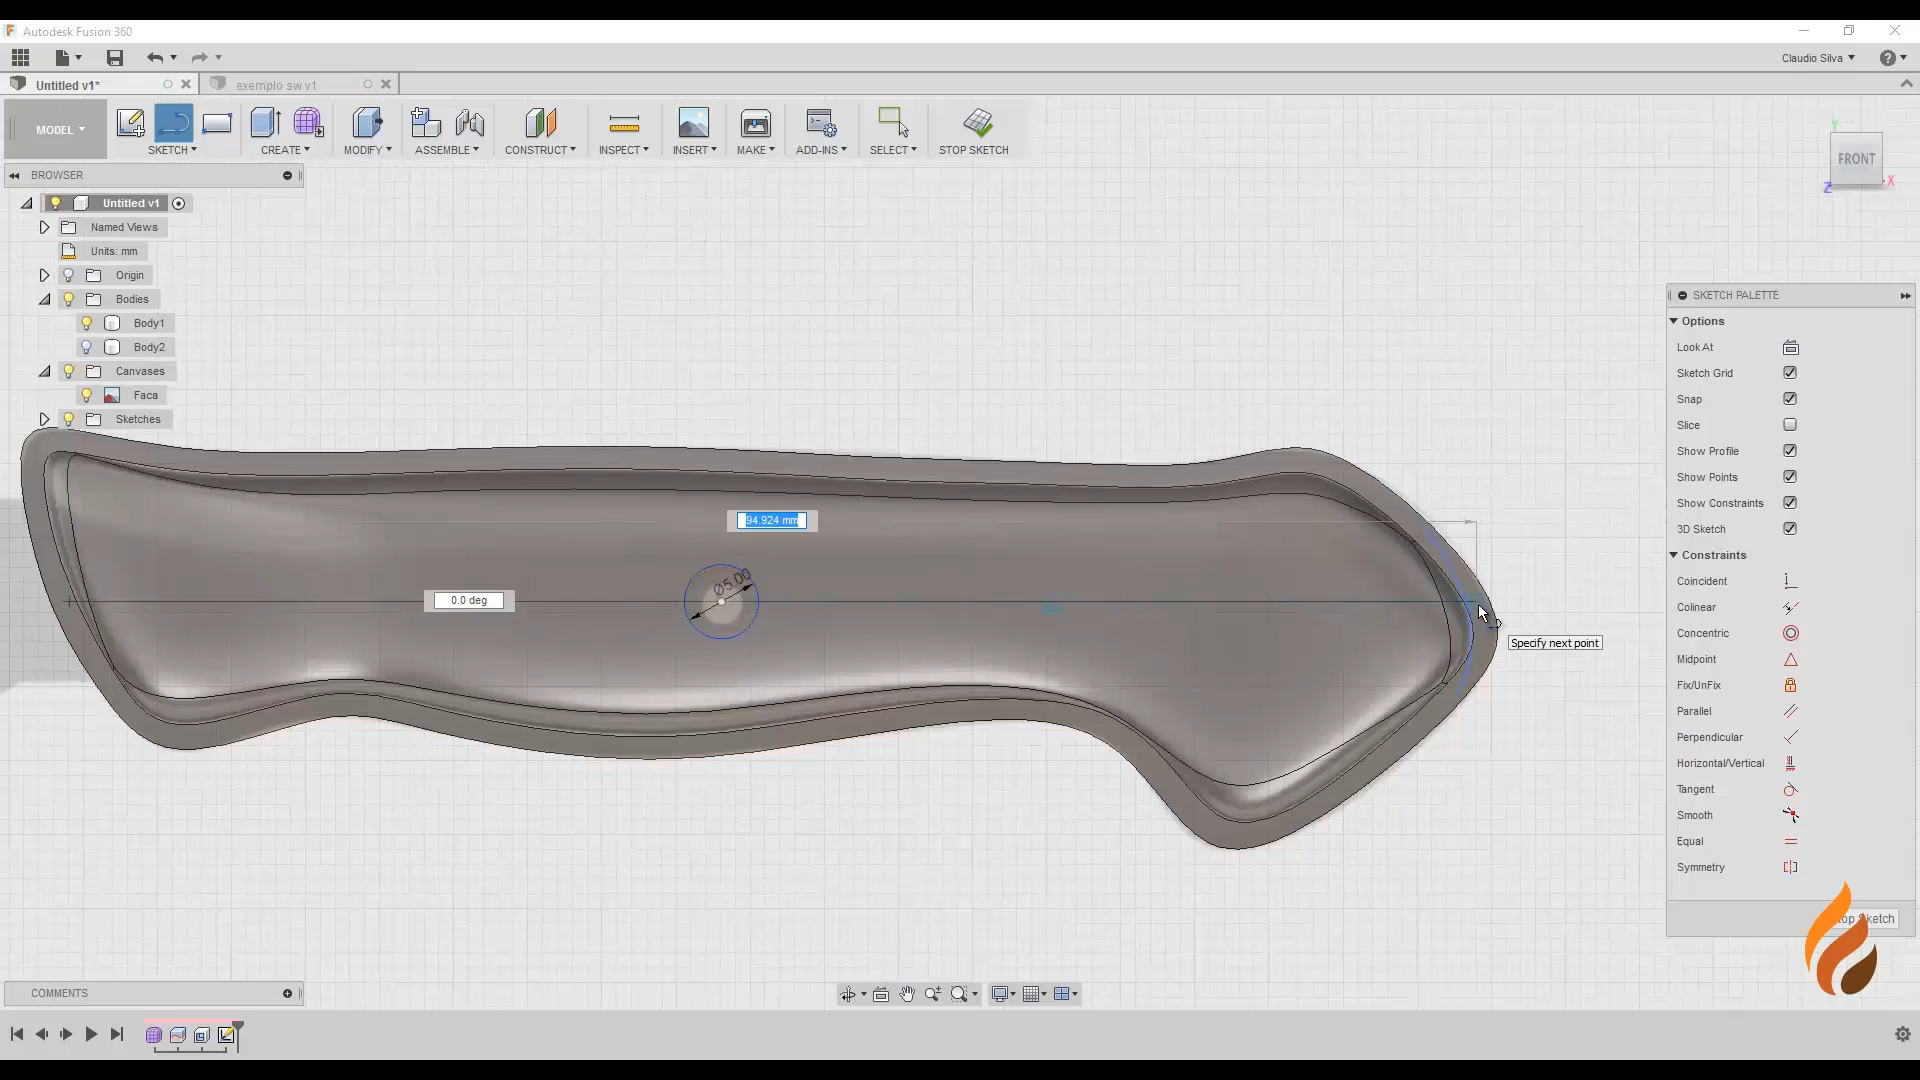 Autodesk Fusion 360
Claudio Silva
Untitled v1*
exemplo sw v1
MODEL
SKETCH
CREATE
MODIFY
ASSEMBLE
CONSTRUCT
INSPECT
INSERT
MAKE
ADD-INS
SELECT
STOP SKETCH
Y
FRONT
Z
X
BROWSER
Untitled v1
Named Views
Units: mm
Origin
Bodies
Body1
Body2
Canvases
Faca
Sketches
94.924 mm
Ø5.00
0.0 deg
Specify next point
SKETCH PALETTE
Options
Look At
Sketch Grid
Snap
Slice
Show Profile
Show Points
Show Constraints
3D Sketch
Constraints
Coincident
Colinear
Concentric
Midpoint
Fix/UnFix
Parallel
Perpendicular
Horizontal/Vertical
Tangent
Smooth
Equal
Symmetry
top Sketch
COMMENTS